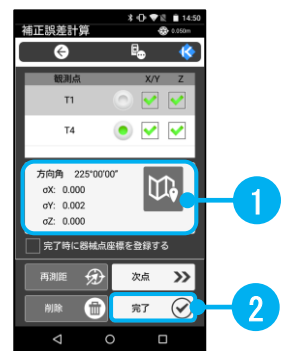 14:50
補正誤差計算
0.050m
観測点 X/Y Z
T1
T4
方向角 225°00'00"
σX: 0.000
σY: 0.002
σZ: 0.000
1
完了時に器械点座標を登録する
再測距
次点
削除
完了
2